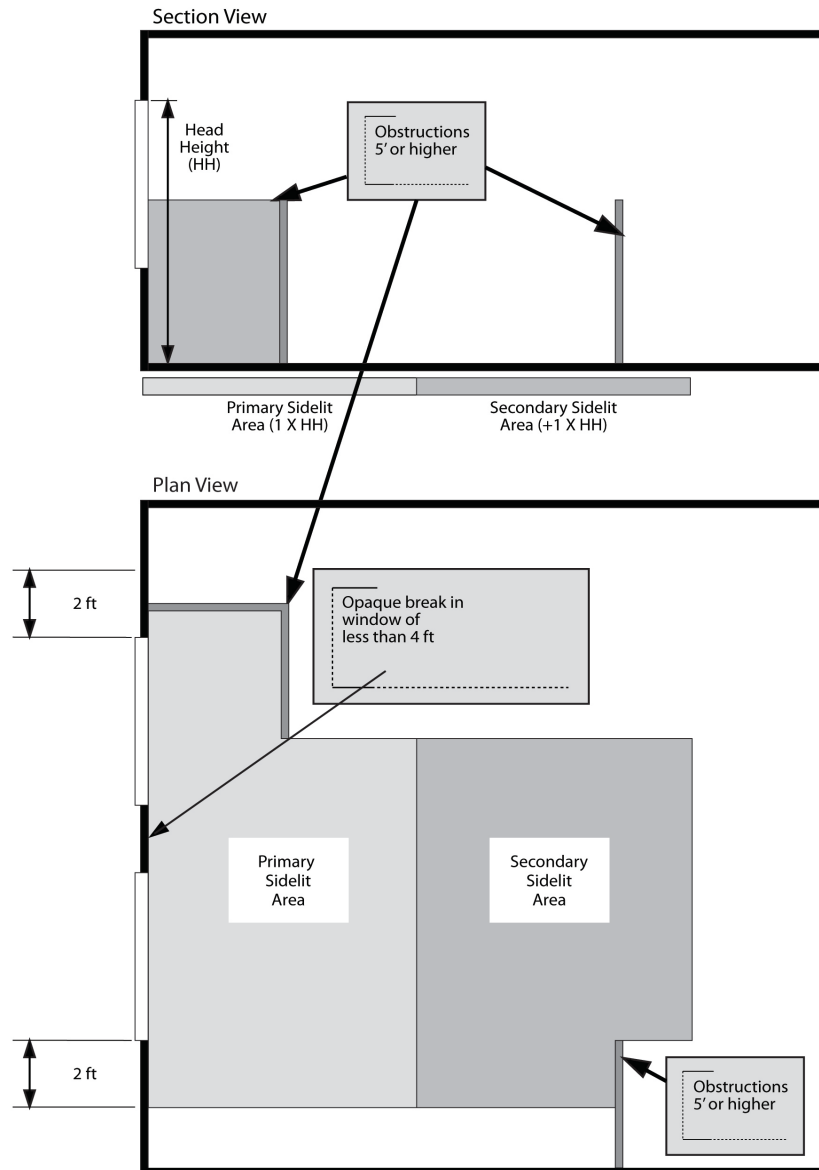 Section View
Head
Height
(HH)
Obstructions
5’ or higher
Primary Sidelit
Area (1 X HH)
Secondary Sidelit
Area (+1 X HH)
Plan View
2 ft
Opaque break in
window of
less than 4 ft
Primary
Sidelit
Area
Secondary
Sidelit
Area
2 ft
Obstructions
5’ or higher